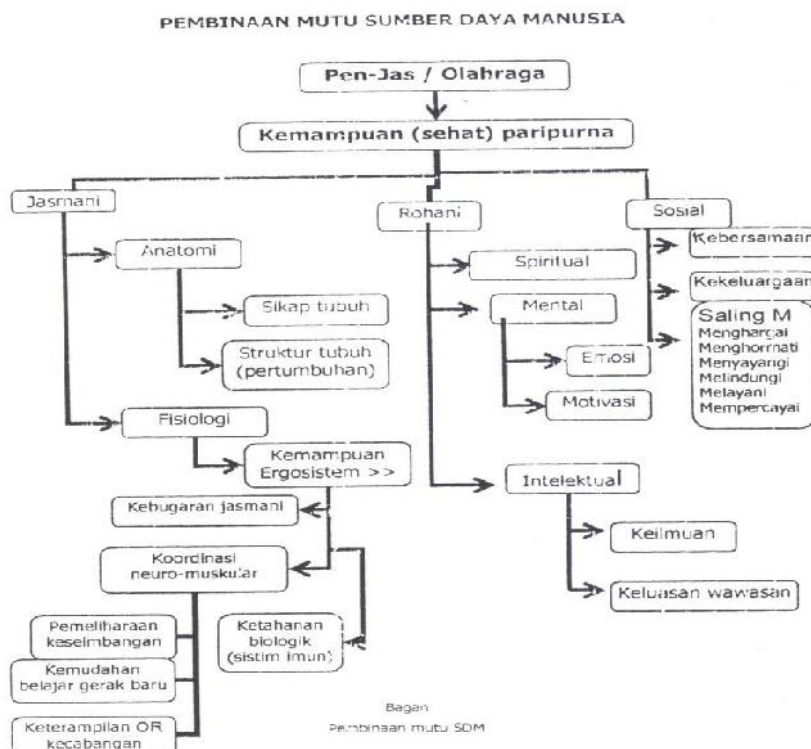 PEMBINAAN MUTU SUMBER DAYA MANUSIA
Pen-Jas / Olahraga
Kemampuan (sehat) paripurna
Jasmani
Anatomi
Sikap tubuh
Struktur tubuh
(pertumbuhan)
Fisiologi
Kemampuan
Ergosistem >>
Kebugaran jasmani
Koordinasi
neuro-muskular
Pemeliharaan
keseimbangan
Kemudahan
belajar gerak baru
Keterampilan OR
kecabangan
Ketahanan
biologik
(sistim imun)
Rohani
Spiritual
Mental
Emosi
Motivasi
Intelektual
Keilmuan
Keluasan wawasan
Sosial
Kebersamaan
Kekeluargaan
Saling M
Menghargai
Menghormati
Menyayangi
Melindungi
Melayani
Mempercayai
Bagan
Pembinaan mutu SDM